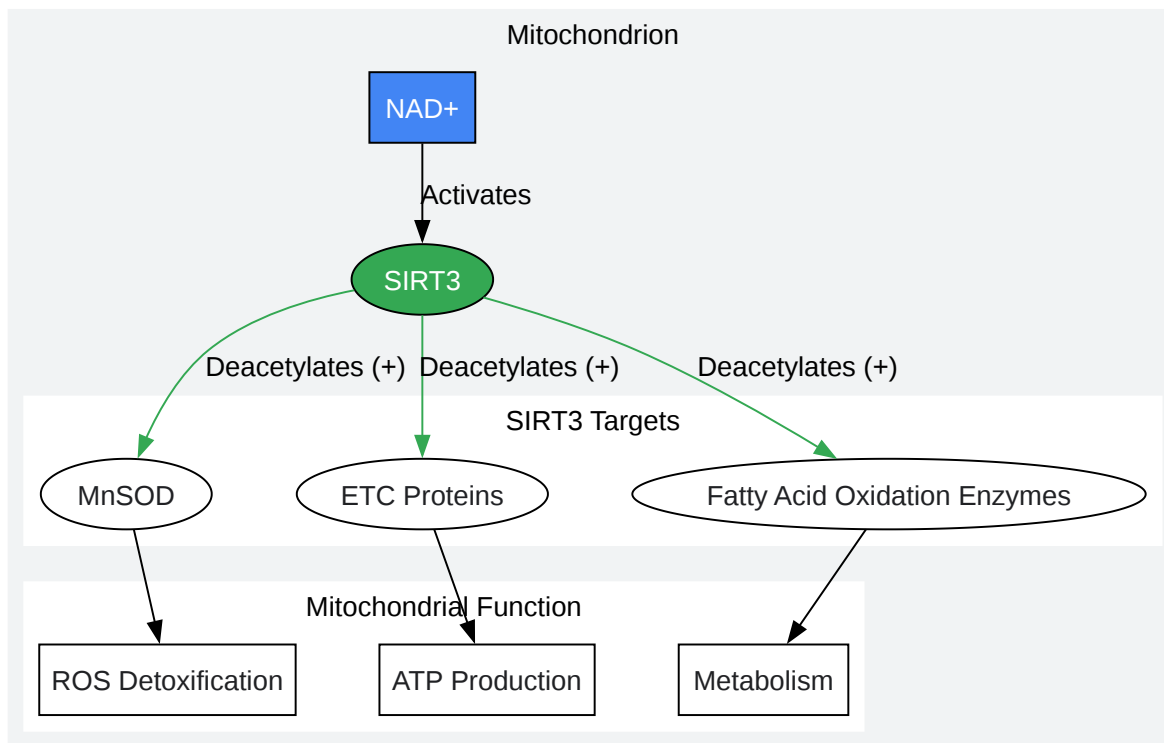 Mitochondrion
NAD+
Activates
SIRT3
Deacetylates (+)
Deacetylates (+)
Deacetylates (+)
SIRT3 Targets
MnSOD
ETC Proteins
Fatty Acid Oxidation Enzymes
Mitochondrial Function
ROS Detoxification
ATP Production
Metabolism